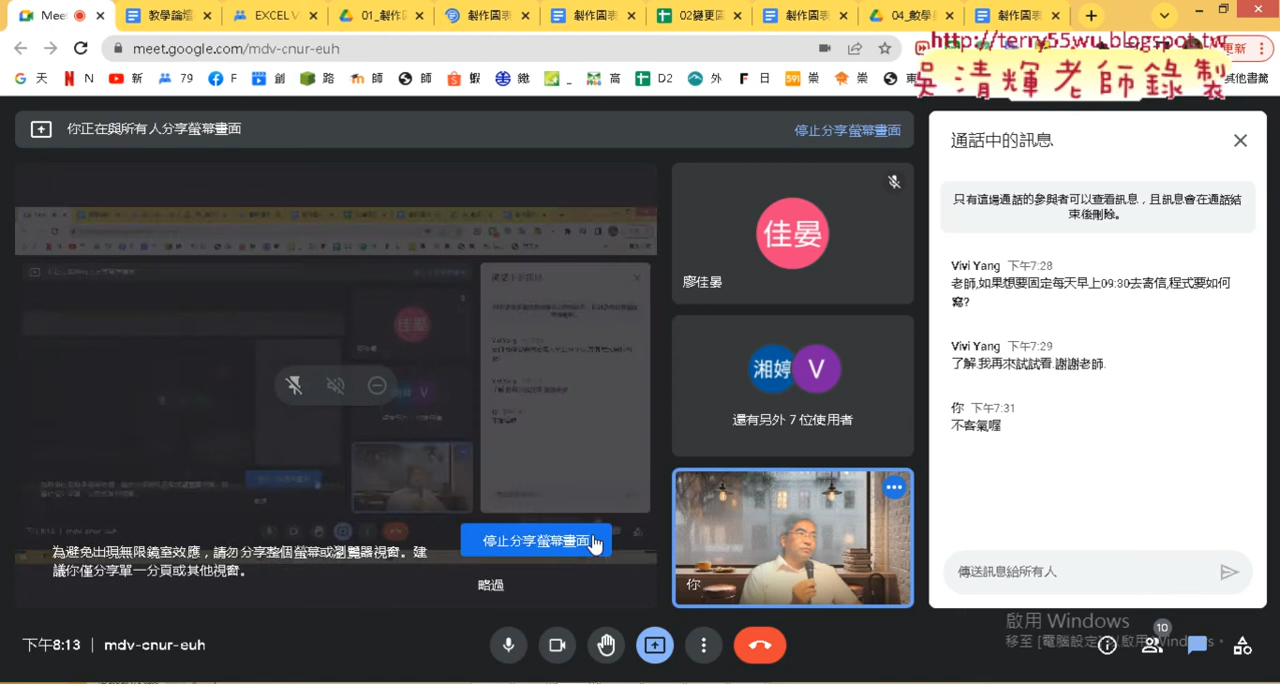 Meet
教學論壇
EXCEL V
01_製作
製作圖表
製作圖
02變更圖
製作圖
04_數學
製作圖表
meet.google.com/mdv-cnur-euh
更新
http://terry55wu.blogspot.tw
吳清輝老師錄製
天
N
新
79
F
創
路
師
師
蝦
緻
高
D2
外
日
崇
崇
東
其他書籤
你正在與所有人分享螢幕畫面
停止分享螢幕畫面
為避免出現無限鏡室效應，請勿分享整個螢幕或瀏覽器視窗。建
議你僅分享單一分頁或其他視窗。
停止分享螢幕畫面
略過
佳晏
廖佳晏
湘婷
V
還有另外 7 位使用者
你
通話中的訊息
只有這場通話的參與者可以查看訊息，且訊息會在通話結
束後刪除。
Vivi Yang 下午7:28
老師,如果想要固定每天早上09:30去寄信,程式要如何
寫?
Vivi Yang 下午7:29
了解.我再來試試看.謝謝老師.
你 下午7:31
不客氣喔
傳送訊息給所有人
啟用 Windows
移至 [電腦設定] 以啟用 Windows。
下午8:13 | mdv-cnur-euh
10